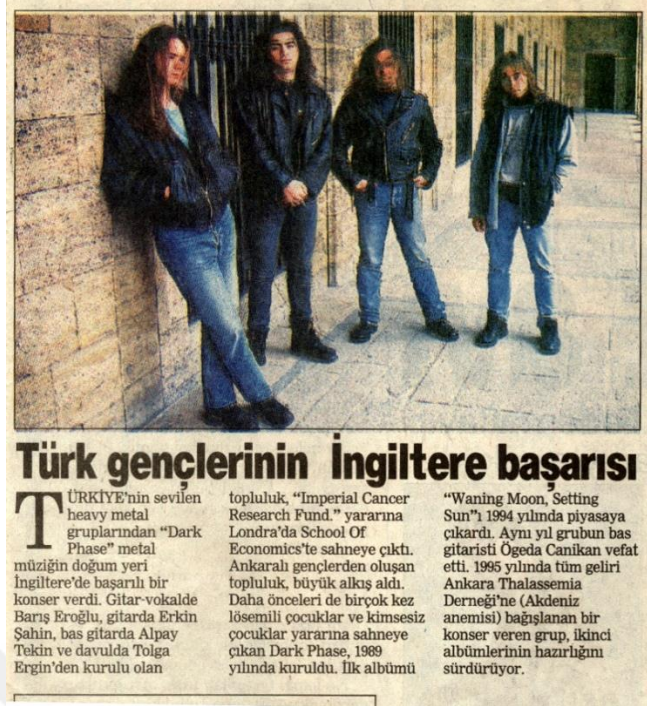 Türk gençlerinin İngiltere başarısı
TÜRKİYE'nin sevilen
heavy metal
gruplarından “Dark
Phase” metal
müziğin doğum yeri
İngiltere'de başarılı bir
konser verdi. Gitar-vokalde
Barış Eroğlu, gitarda Erkin
Şahin, bas gitarda Alpay
Tekin ve davulda Tolga
Ergin'den kurulu olan
topluluk, “Imperial Cancer
Research Fund.” yararına
Londra'da School Of
Economics'te sahneye çıktı.
Ankaralı gençlerden oluşan
topluluk, büyük alkış aldı.
Daha önceleri de birçok kez
lösemili çocuklar ve kimsesiz
çocuklar yararına sahneye
çıkan Dark Phase, 1989
yılında kuruldu. İlk albümü
“Waning Moon, Setting
Sun”ı 1994 yılında piyasaya
çıkardı. Aynı yıl grubun bas
gitaristi Ögeda Canikan vefat
etti. 1995 yılında tüm geliri
Ankara Thalassemia
Derneği'ne (Akdeniz
anemisi) bağışlanan bir
konser veren grup, ikinci
albümlerinin hazırlığını
sürdürüyor.